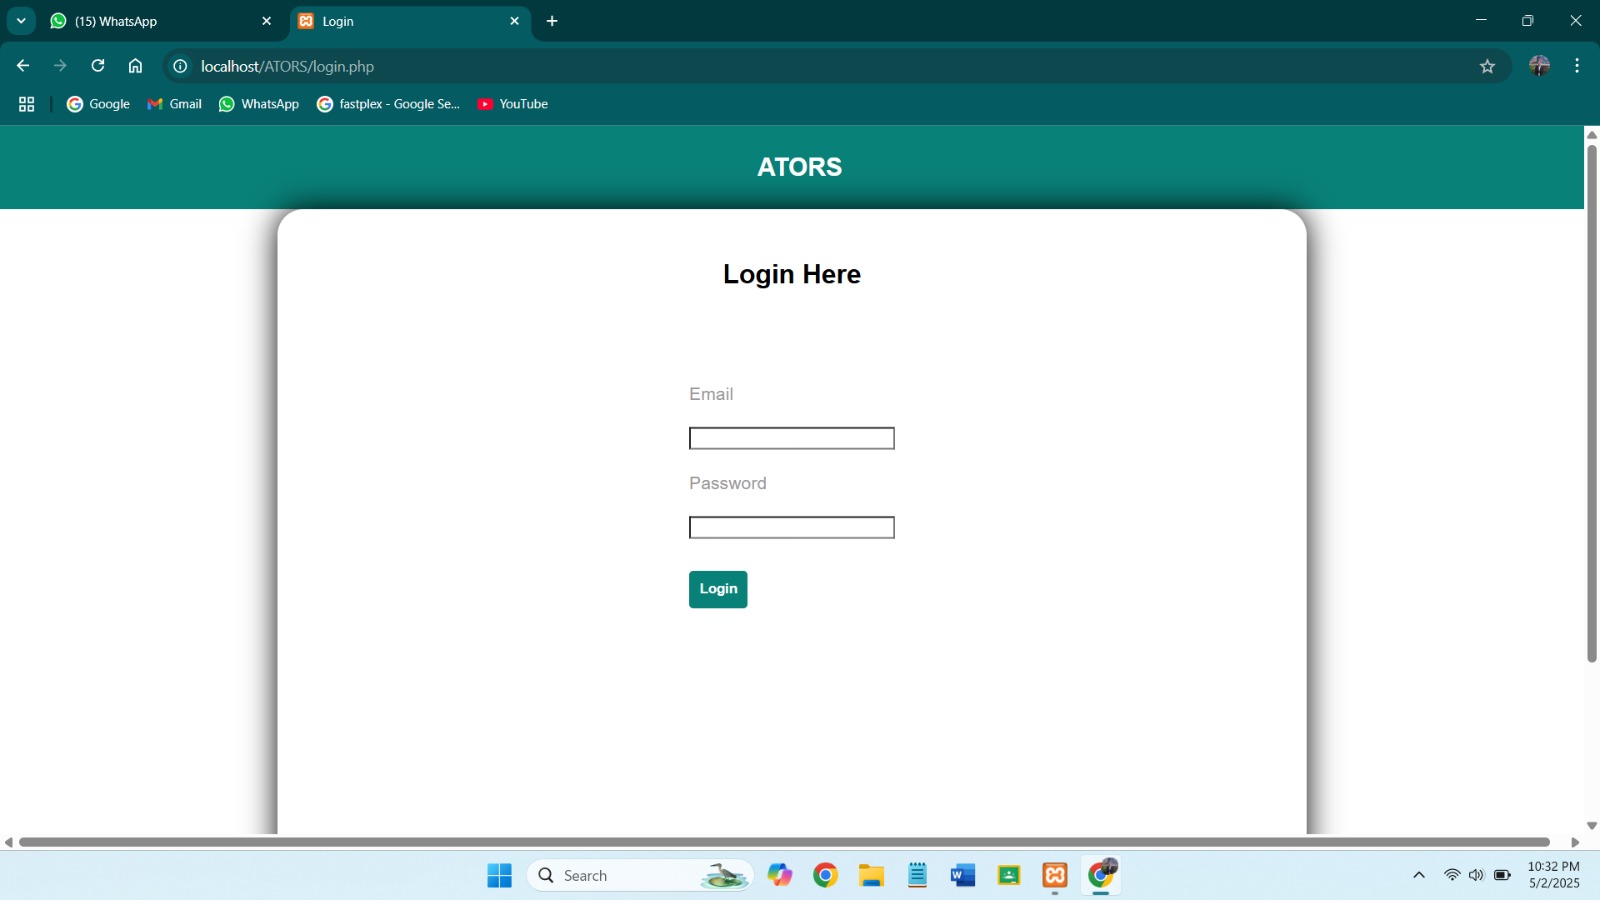 (15) WhatsApp
Login
localhost/ATORS/login.php
Google
Gmail
WhatsApp
fastplex - Google Se...
YouTube
ATORS
Login Here
Email
Password
Login
Search
10:32 PM
5/2/2025